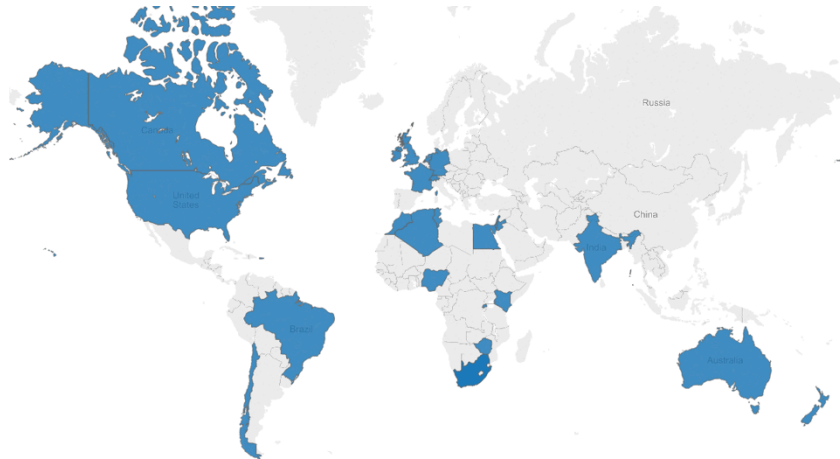 Russia
Canada
United
States
China
India
Brazil
Australia